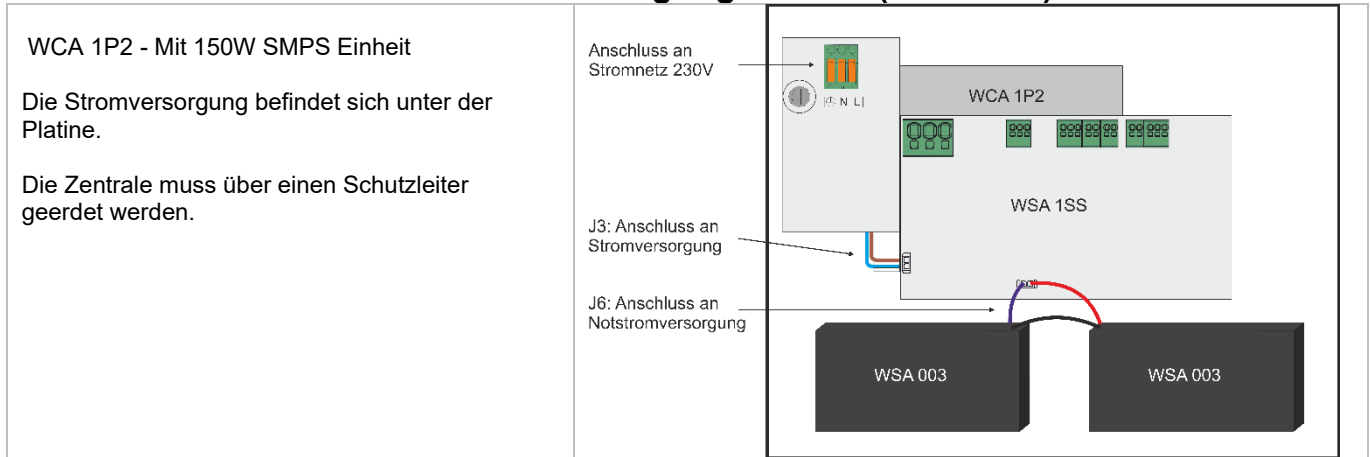 WCA 1P2 - Mit 150W SMPS Einheit
Die Stromversorgung befindet sich unter der
Platine.
Die Zentrale muss über einen Schutzleiter
geerdet werden.
Anschluss an
Stromnetz 230V
N L
WCA 1P2
WSA 1SS
J3: Anschluss an
Stromversorgung
J6: Anschluss an
Notstromversorgung
WSA 003
WSA 003